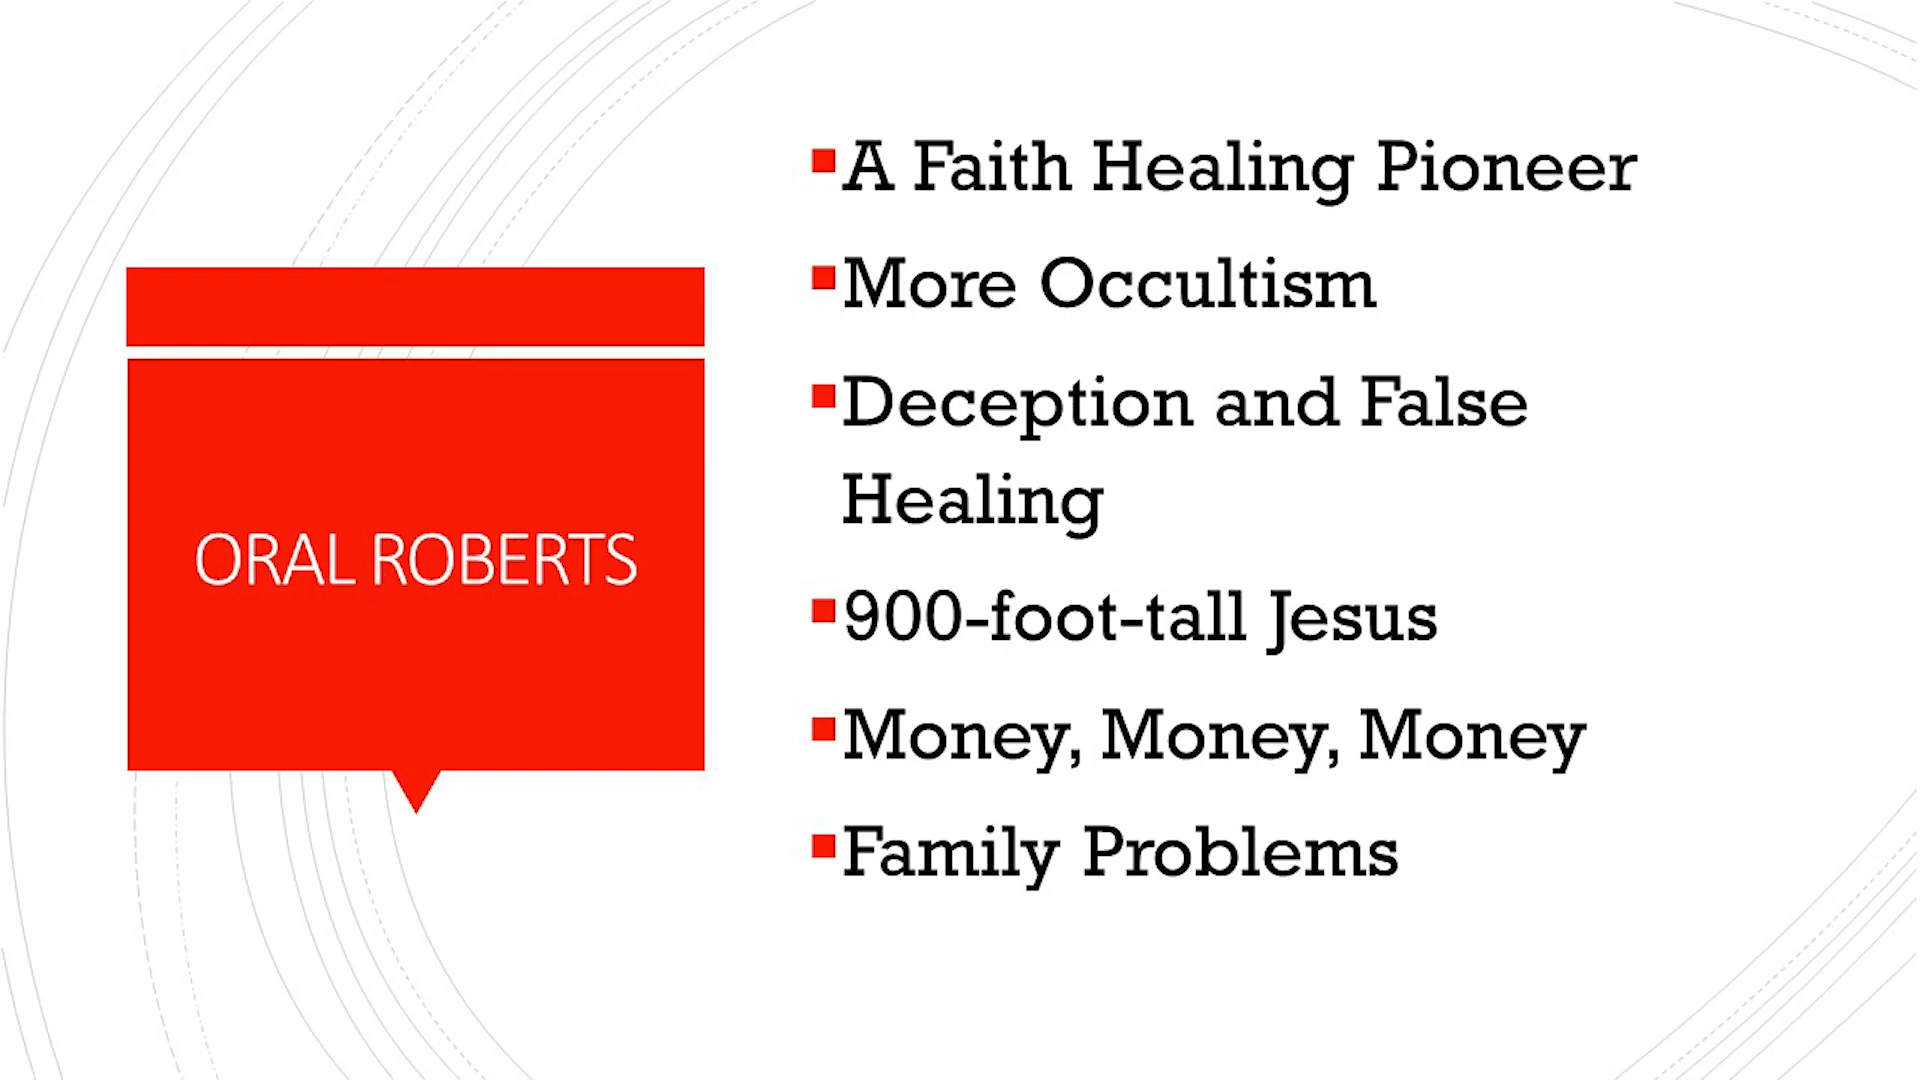 ORAL ROBERTS
A Faith Healing Pioneer
More Occultism
Deception and False
Healing
900-foot-tall Jesus
Money, Money, Money
Family Problems